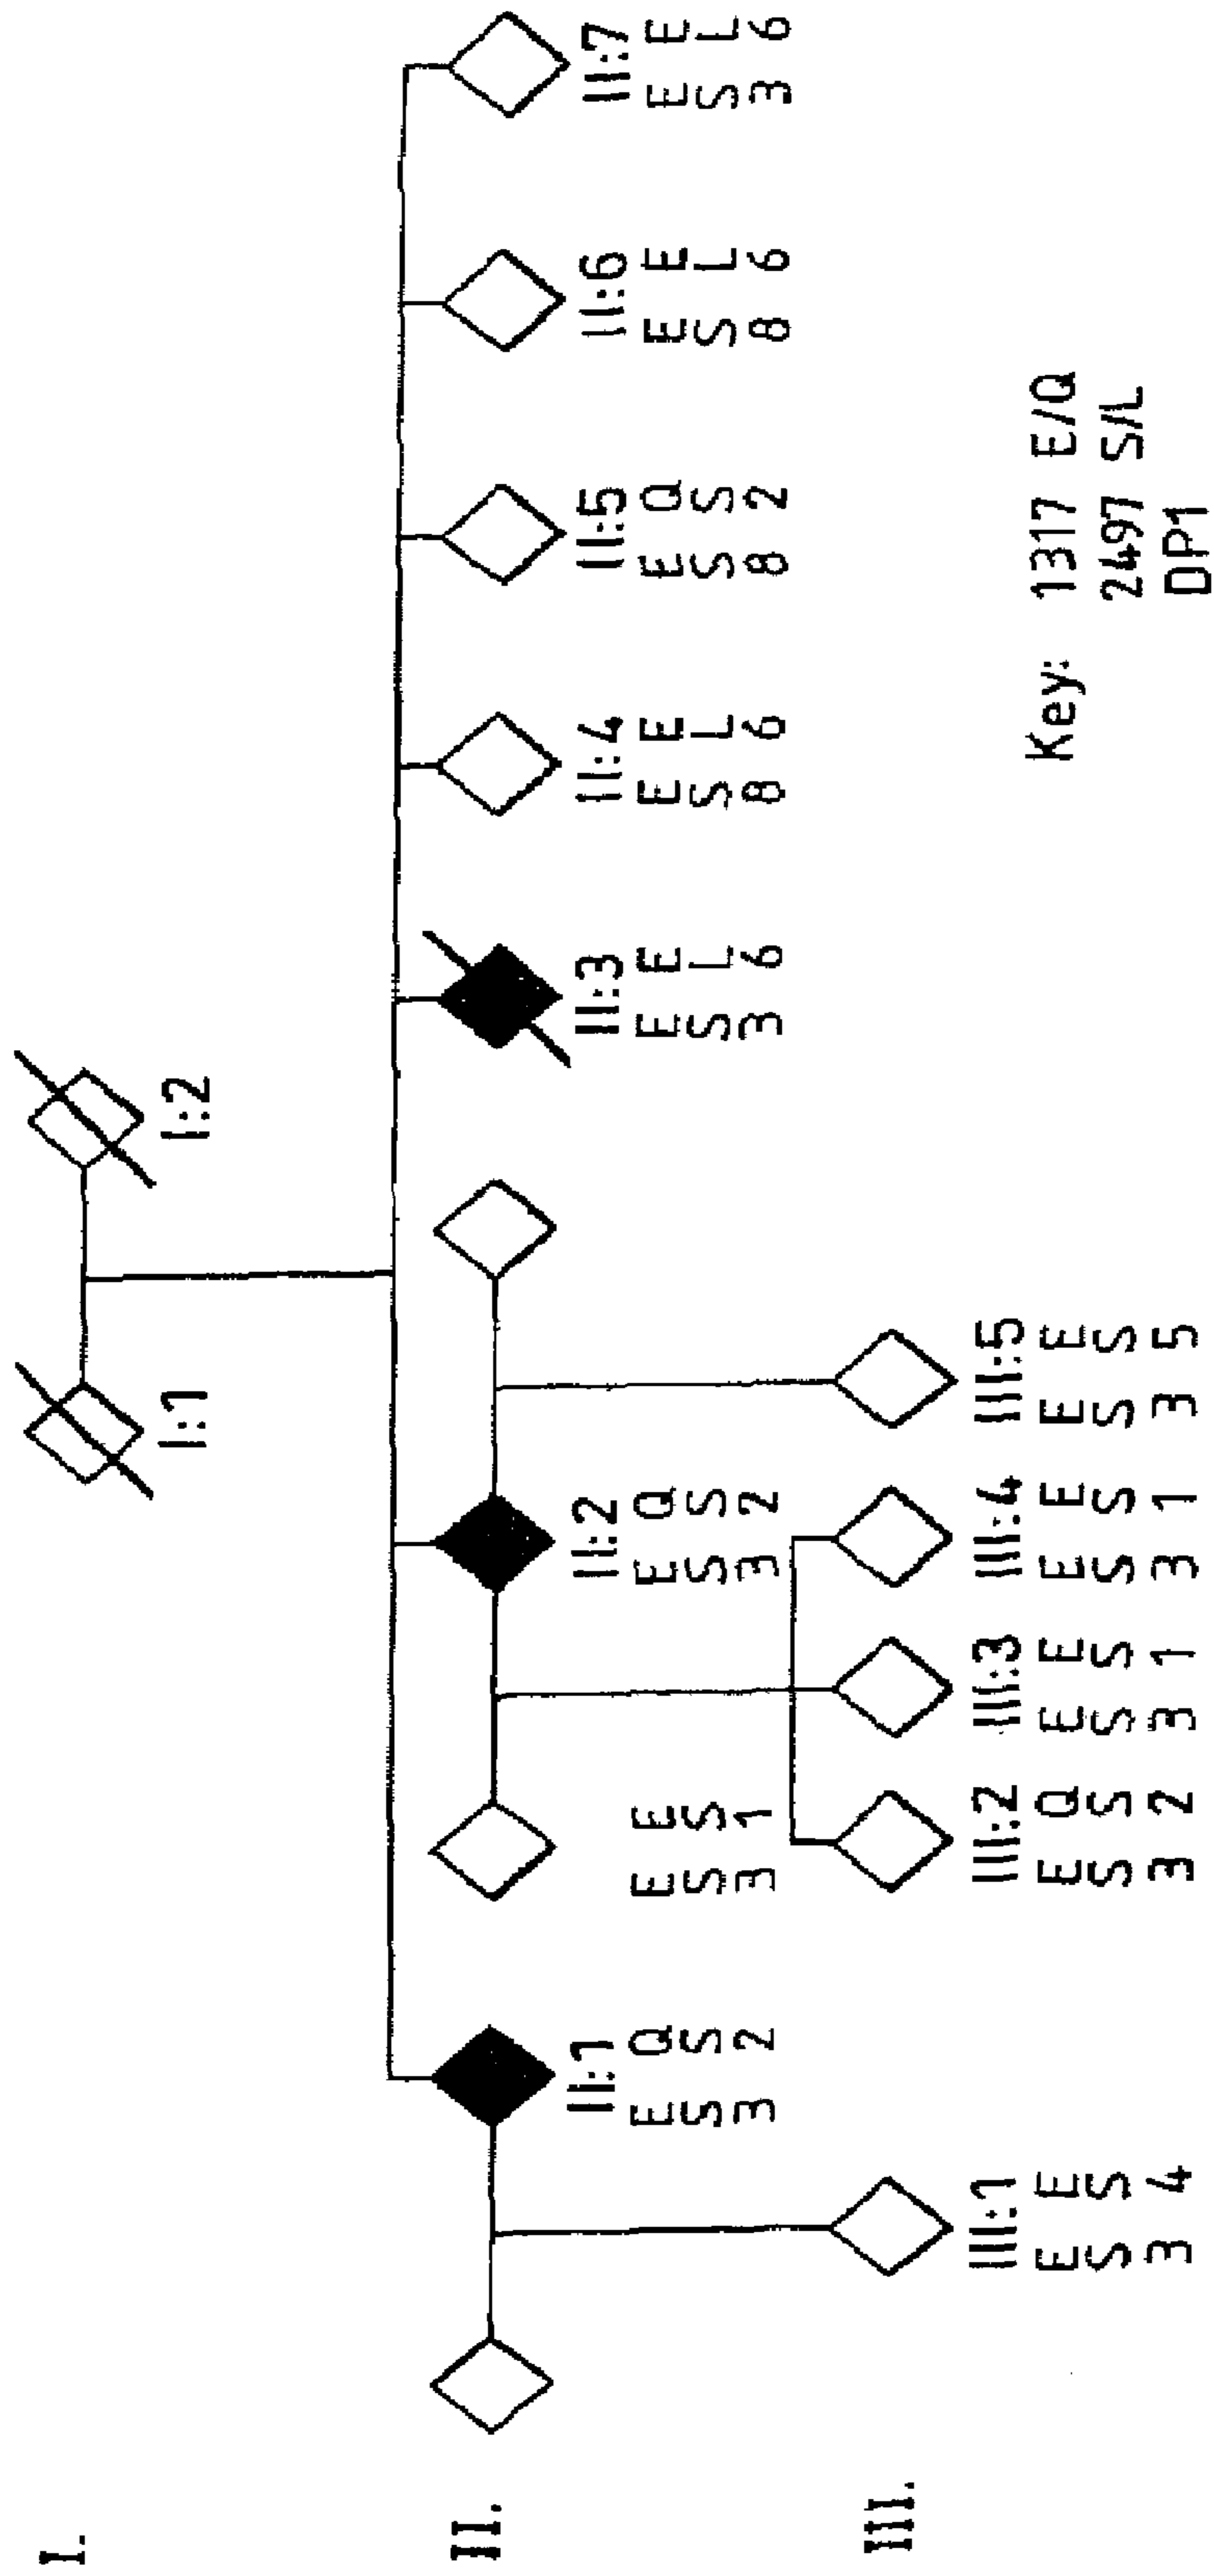 I.
I:1 I:2
II.
II:1 II:2 II:3 II:4 II:5 II:6 II:7
E Q E E E Q E E E E E Q E E E E
S S S S S S S L S L S S S L S L
3 2 3 1 3 2 3 6 8 6 8 2 8 6 3 6
III.
III:1 III:2 III:3 III:4 III:5
E E E Q E E E E E E
S S S S S S S S S S
3 4 3 2 3 1 3 1 3 5
Key: 1317 E/Q
2497 S/L
DP1